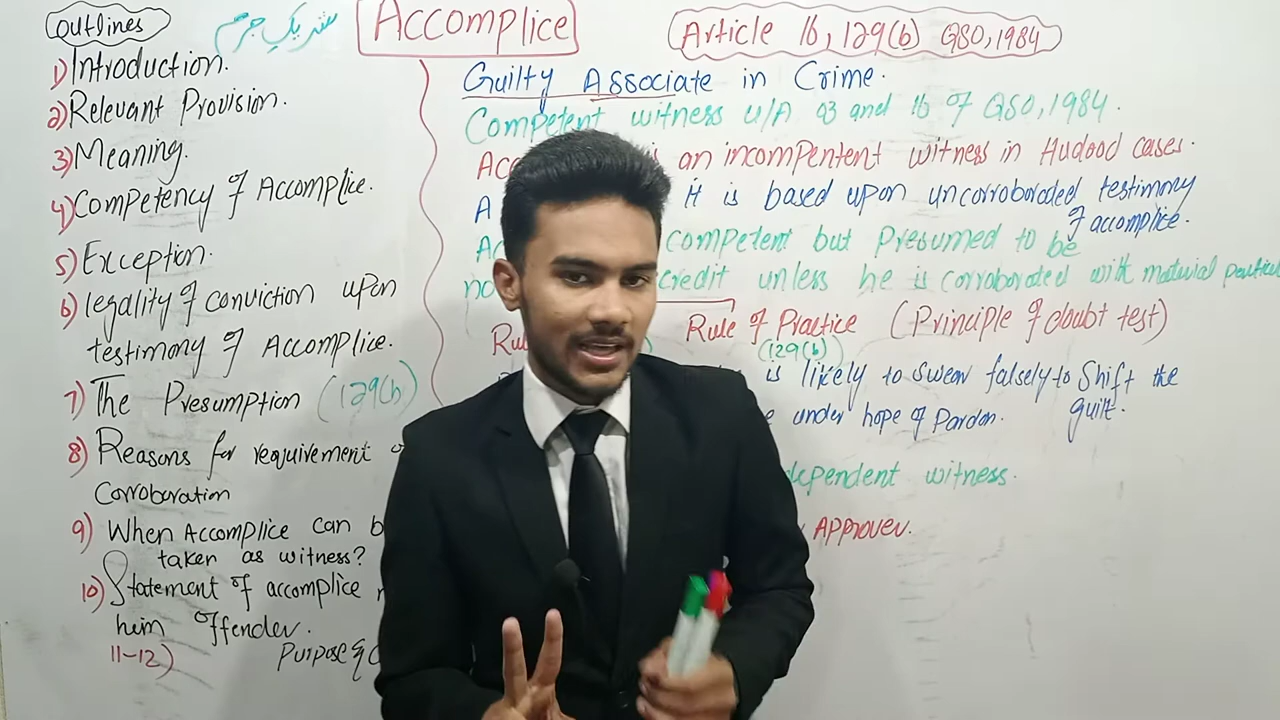 Outlines
شریکِ جرم
Accomplice
Article 16, 129(b) QSO, 1984
1) Introduction.
2) Relevant Provision.
3) Meaning.
4) Competency of Accomplice.
5) Exception.
6) legality of conviction upon
testimony of Accomplice.
7) The Presumption (129(b)
8) Reasons for requirement
Corroboration
9) When Accomplice can b
taken as witness?
10) Statement of accomplice
him offender.
11-12) Purpose &
Guilty Associate in Crime.
Competent witness u/A 03 and 16 of QSO, 1984.
Acc is an incompentent witness in Hudood cases.
A It is based upon uncorroboraded testimony
of accomplice.
Ac competent but Presumed to be
no credit unless he is corroborated with material
Ru Rule of Practice (Principle of doubt test)
(129(b)
is likely to swear falsely to Shift the
guilt.
under hope of Pardon.
dependent witness.
Approver.